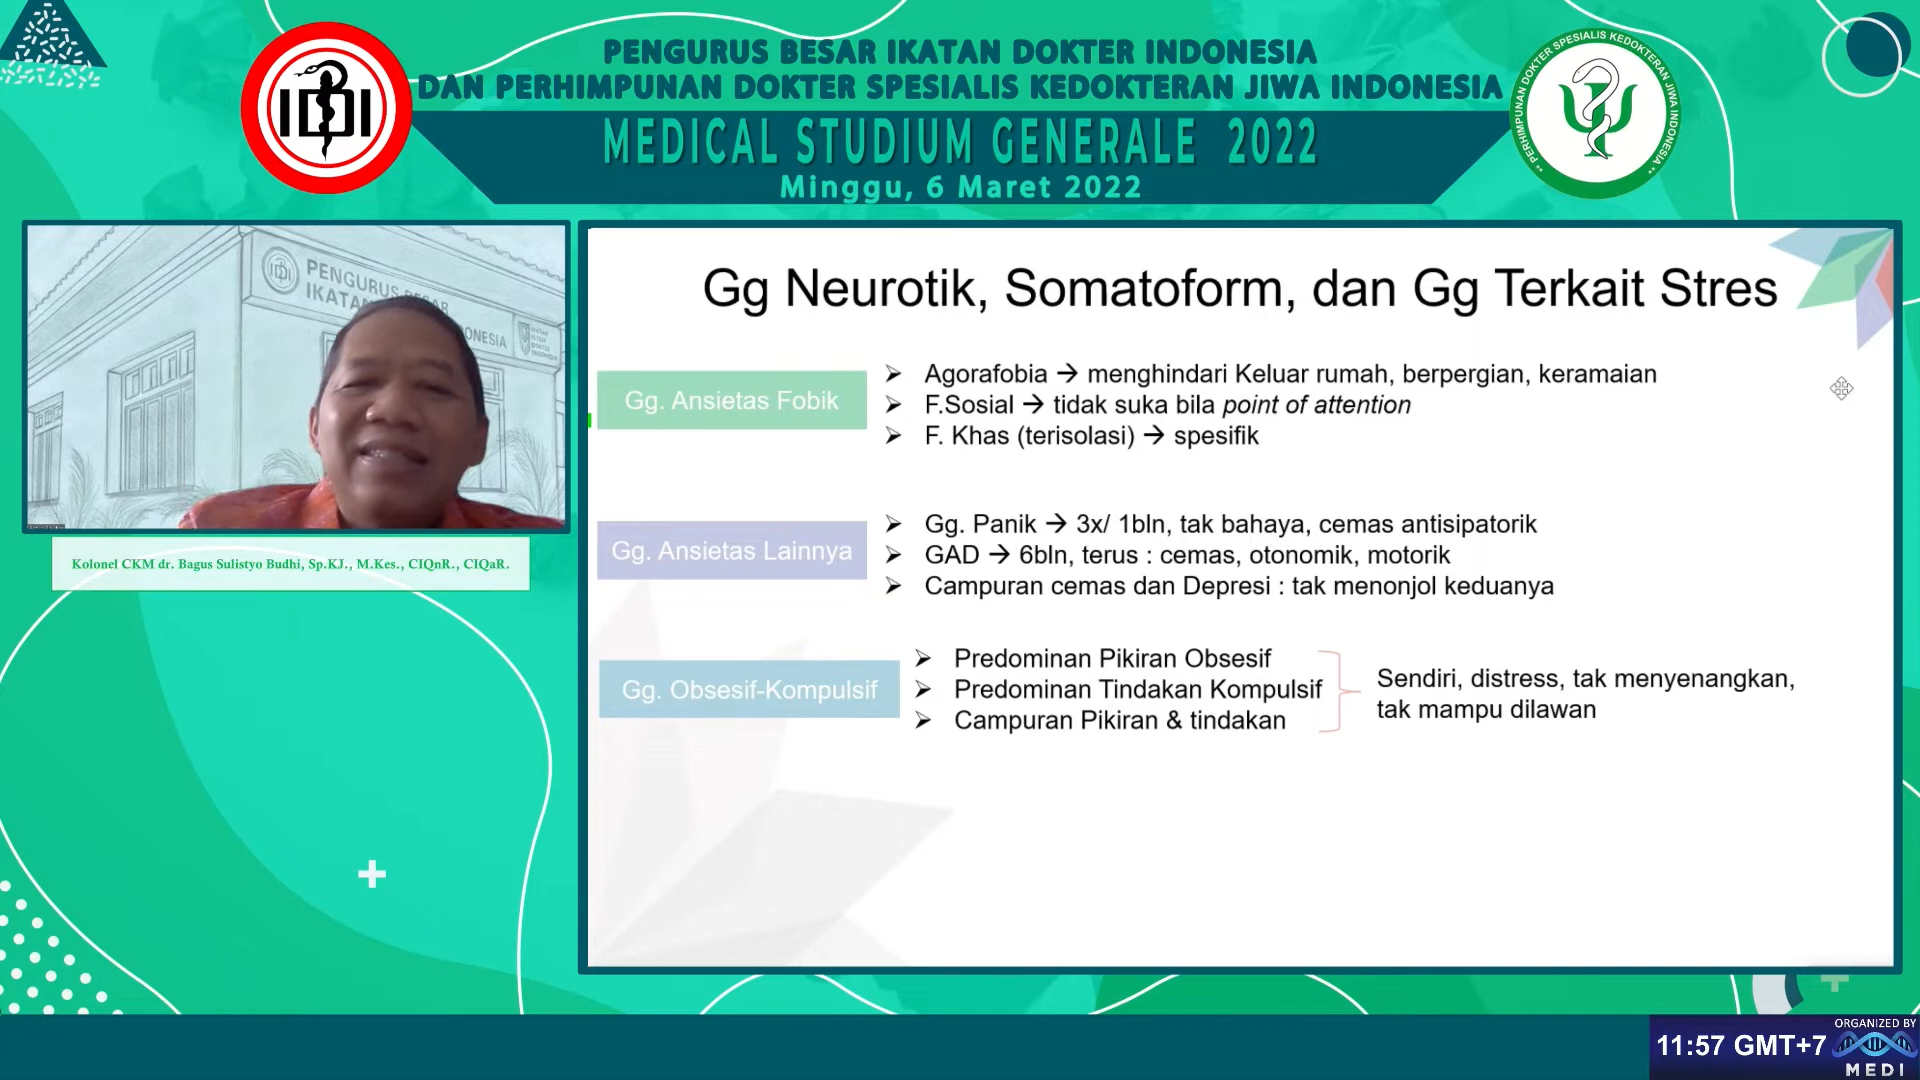 PENGURUS BESAR IKATAN DOKTER INDONESIA
DAN PERHIMPUNAN DOKTER SPESIALIS KEDOKTERAN JIWA INDONESIA
MEDICAL STUDIUM GENERALE 2022
Minggu, 6 Maret 2022
IDI
PERHIMPUNAN DOKTER SPESIALIS KEDOKTERAN JIWA INDONESIA
PENGURUS BESAR
IKATAN
ONESIA
Kolonel CKM dr. Bagus Sulistyo Budhi, Sp.KJ., M.Kes., CIQnR., CIQaR.
Gg Neurotik, Somatoform, dan Gg Terkait Stres
Gg. Ansietas Fobik
➢ Agorafobia → menghindari Keluar rumah, berpergian, keramaian
➢ F.Sosial → tidak suka bila point of attention
➢ F. Khas (terisolasi) → spesifik
Gg. Ansietas Lainnya
➢ Gg. Panik → 3x/ 1bln, tak bahaya, cemas antisipatorik
➢ GAD → 6bln, terus : cemas, otonomik, motorik
➢ Campuran cemas dan Depresi : tak menonjol keduanya
Gg. Obsesif-Kompulsif
➢ Predominan Pikiran Obsesif
➢ Predominan Tindakan Kompulsif
➢ Campuran Pikiran & tindakan
Sendiri, distress, tak menyenangkan,
tak mampu dilawan
11:57 GMT+7
ORGANIZED BY
MEDI